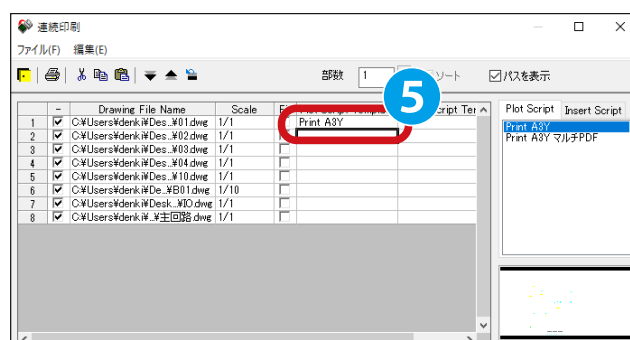 連続印刷
ファイル(F) 編集(E)
部数 1 ソート パスを表示
5
- Drawing File Name Scale
1 C:¥Users¥denki¥Des...¥01.dwg 1/1 Print A3Y
2 C:¥Users¥denki¥Des...¥02.dwg 1/1
3 C:¥Users¥denki¥Des...¥03.dwg 1/1
4 C:¥Users¥denki¥Des...¥04.dwg 1/1
5 C:¥Users¥denki¥Des...¥10.dwg 1/1
6 C:¥Users¥denki¥De...¥B01.dwg 1/10
7 C:¥Users¥denki¥Desk...¥IO.dwg 1/1
8 C:¥Users¥denki¥...¥主回路.dwg 1/1
Plot Script Insert Script
Print A3Y
Print A3Y マルチPDF